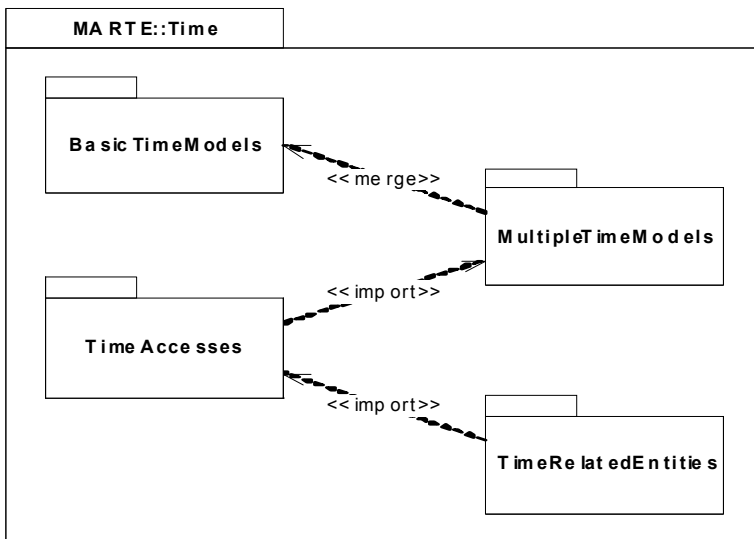 MARTE::Time
BasicTimeModels
<<merge>>
MultipleTimeModels
<<import>>
TimeAccesses
<<import>>
TimeRelatedEntities